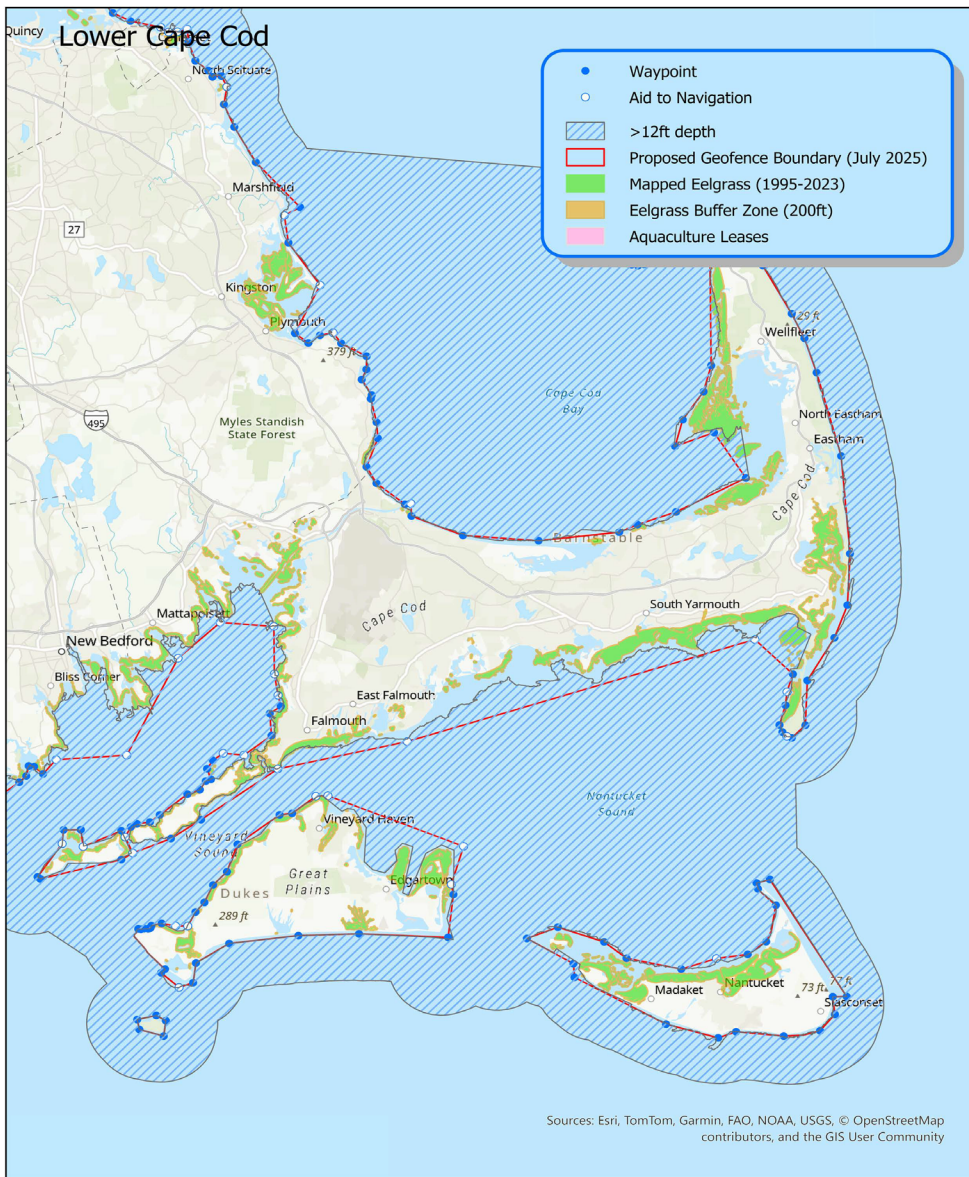 Quincy
Lower Cape Cod
North Scituate
Waypoint
Aid to Navigation
>12ft depth
Proposed Geofence Boundary (July 2025)
Mapped Eelgrass (1995-2023)
Eelgrass Buffer Zone (200ft)
Aquaculture Leases
Marshfield
27
Kingston
Plymouth
379 ft
29 ft
Wellfleet
Cape Cod
Bay
495
Myles Standish
State Forest
North Eastham
Eastham
Cape Cod
Barnstable
Cape Cod
South Yarmouth
Mattapoisett
New Bedford
Bliss Corner
East Falmouth
Falmouth
Nantucket
Sound
Vineyard Haven
Vineyard
Sound
Great
Plains
Edgartown
Dukes
289 ft
Madaket
Nantucket
73 ft
77 ft
Siasconset
Sources: Esri, TomTom, Garmin, FAO, NOAA, USGS, © OpenStreetMap
contributors, and the GIS User Community